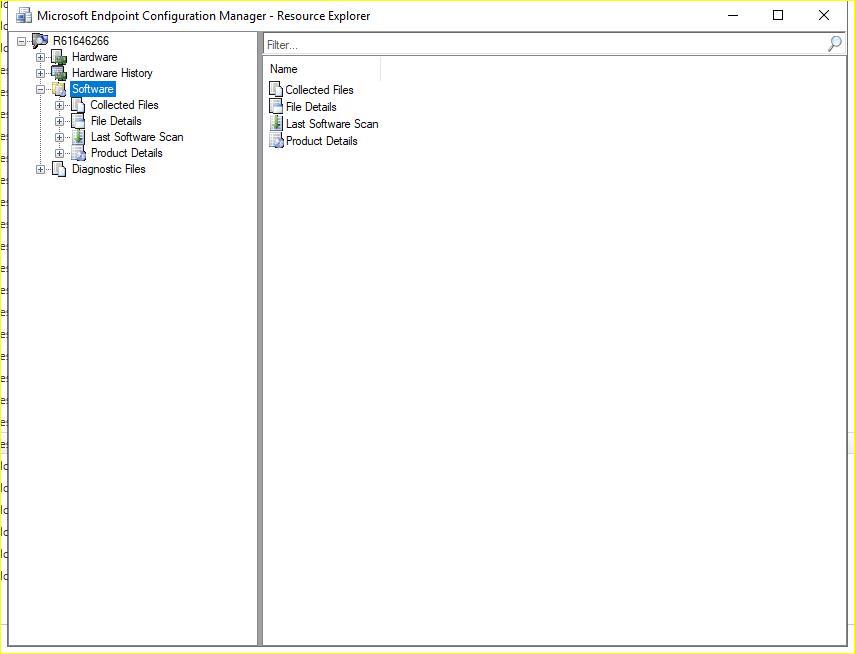 Microsoft Endpoint Configuration Manager - Resource Explorer
R61646266
Hardware
Hardware History
Software
Collected Files
File Details
Last Software Scan
Product Details
Diagnostic Files
Filter...
Name
Collected Files
File Details
Last Software Scan
Product Details